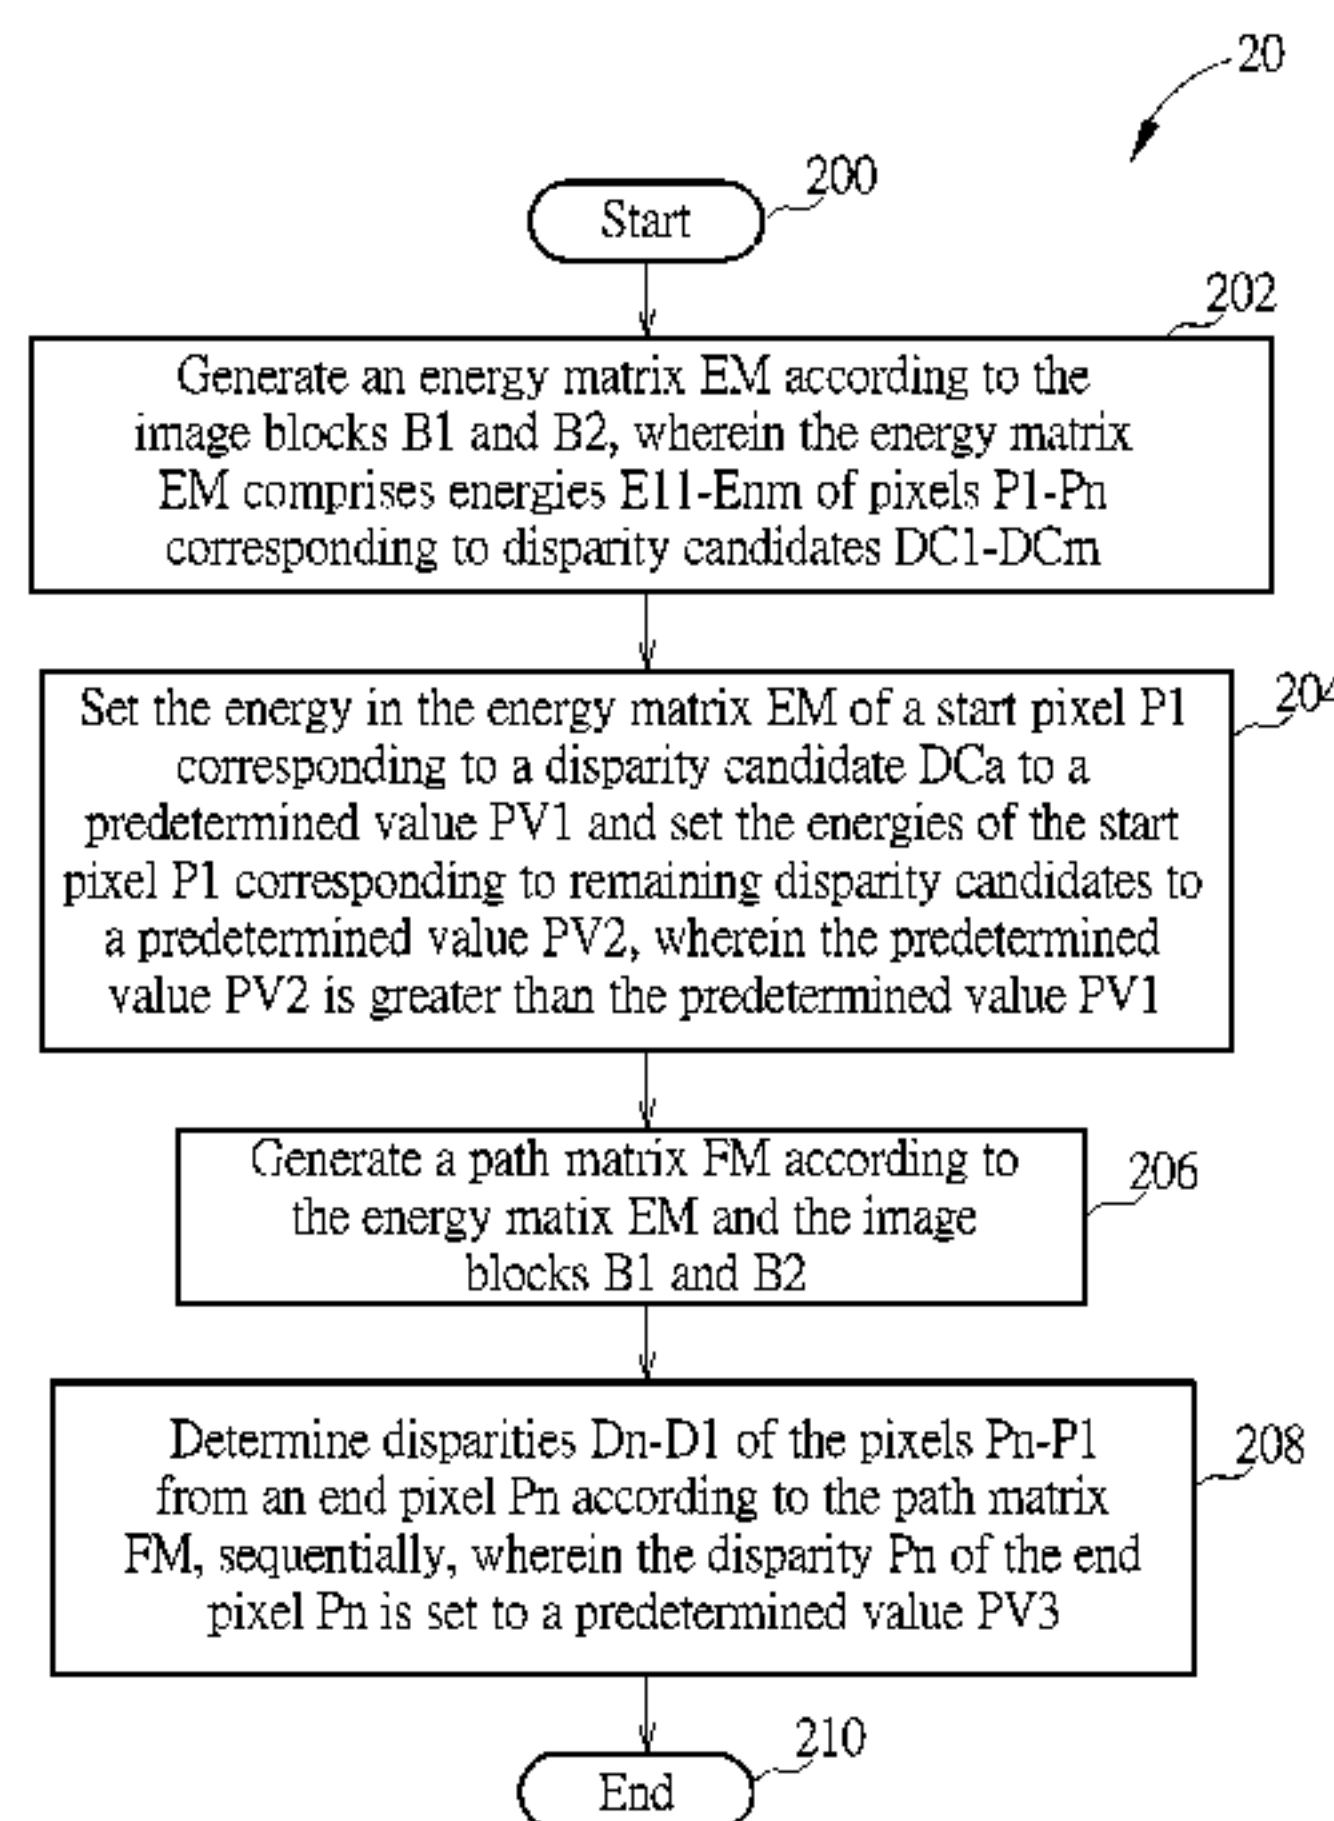 20
Start
200
202
Generate an energy matrix EM according to the
image blocks B1 and B2, wherein the energy matrix
EM comprises energies E11-Enm of pixels P1-Pn
corresponding to disparity candidates DC1-DCm
204
Set the energy in the energy matrix EM of a start pixel P1
corresponding to a disparity candidate DCa to a
predetermined value PV1 and set the energies of the start
pixel P1 corresponding to remaining disparity candidates to
a predetermined value PV2, wherein the predetermined
value PV2 is greater than the predetermined value PV1
Generate a path matrix FM according to
the energy matix EM and the image
blocks B1 and B2
206
Determine disparities Dn-D1 of the pixels Pn-P1
from an end pixel Pn according to the path matrix
FM, sequentially, wherein the disparity Pn of the end
pixel Pn is set to a predetermined value PV3
208
210
End